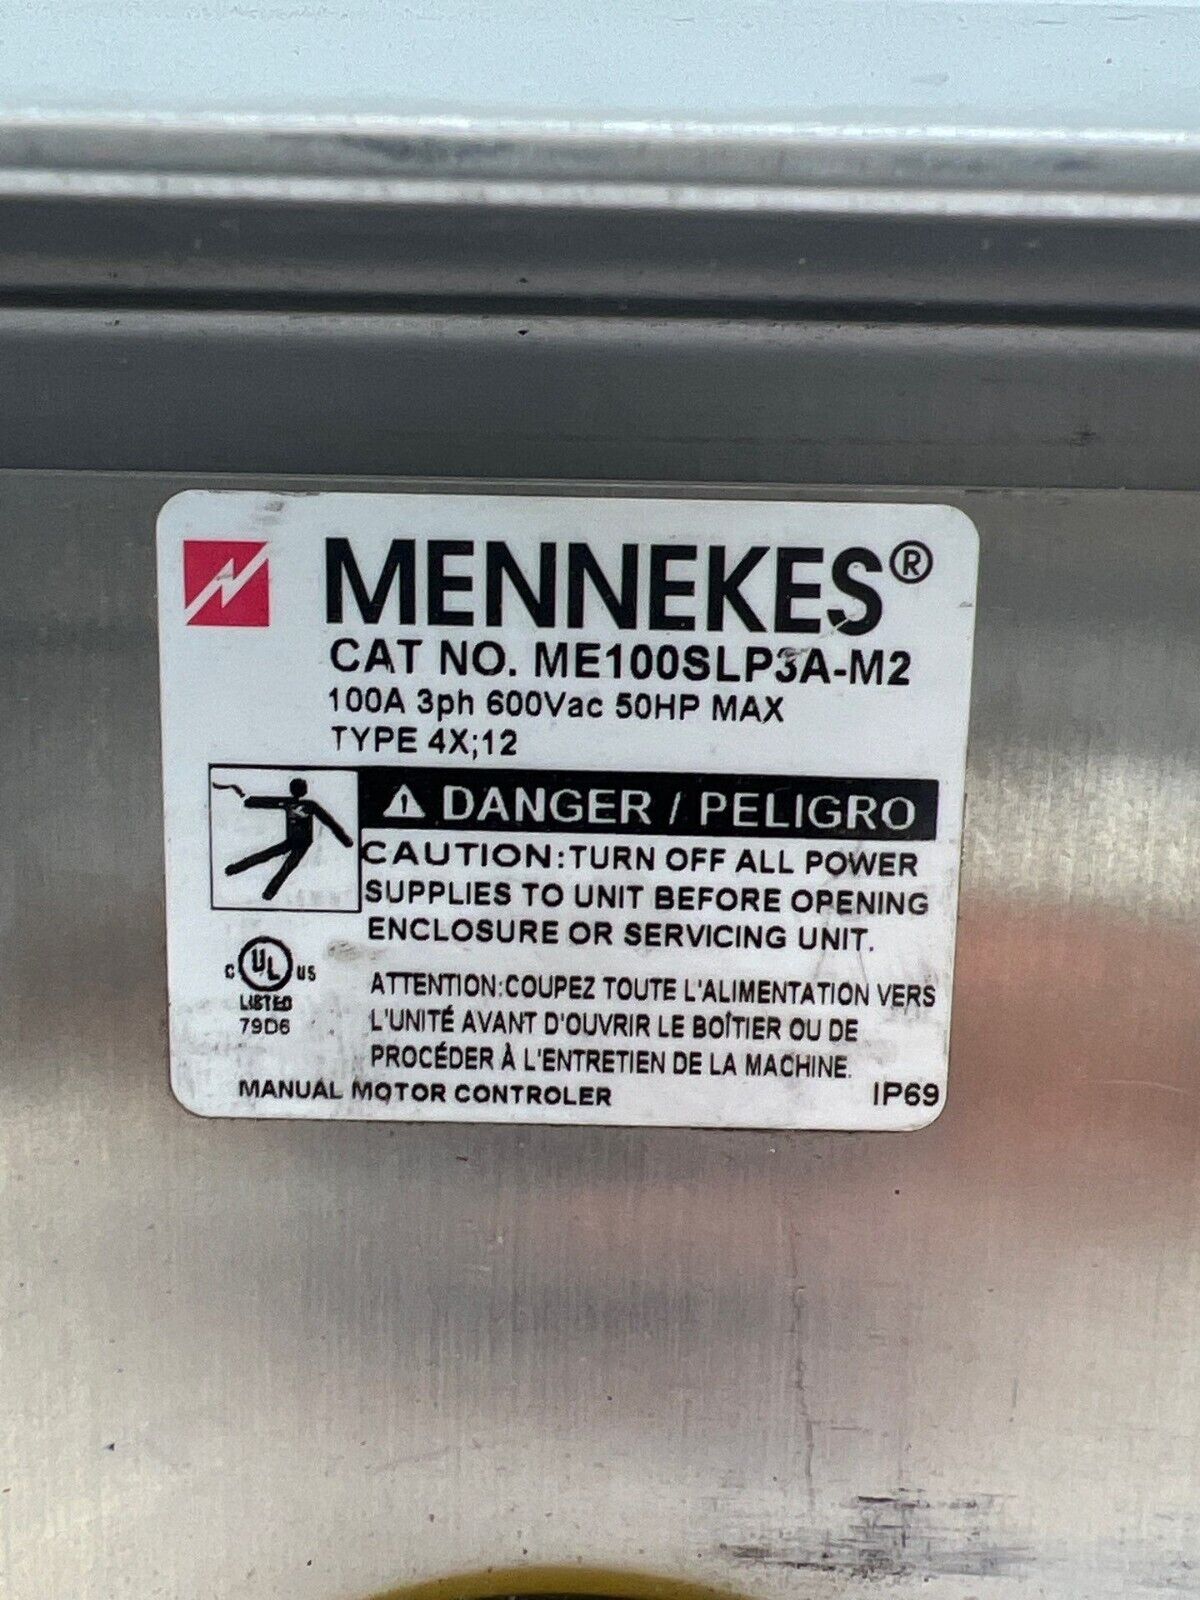 MENNEKES®
CAT NO. ME100SLP3A-M2
100A 3ph 600Vac 50HP MAX
TYPE 4X;12
DANGER / PELIGRO
CAUTION:TURN OFF ALL POWER
SUPPLIES TO UNIT BEFORE OPENING
ENCLOSURE OR SERVICING UNIT.
C UL US
LISTED
79D6
ATTENTION:COUPEZ TOUTE L'ALIMENTATION VERS
L'UNITÉ AVANT D'OUVRIR LE BOÎTIER OU DE
PROCÉDER À L'ENTRETIEN DE LA MACHINE.
MANUAL MOTOR CONTROLER IP69